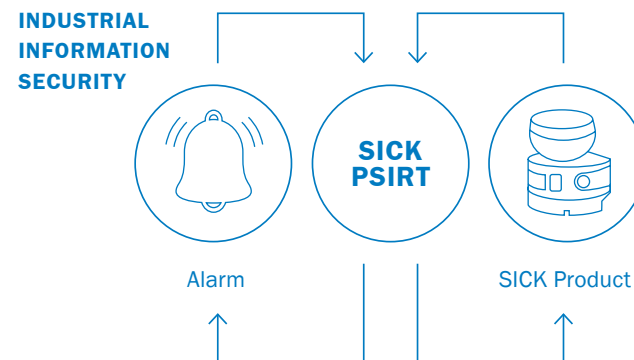 INDUSTRIAL
INFORMATION
SECURITY
SICK
PSIRT
Alarm
SICK Product